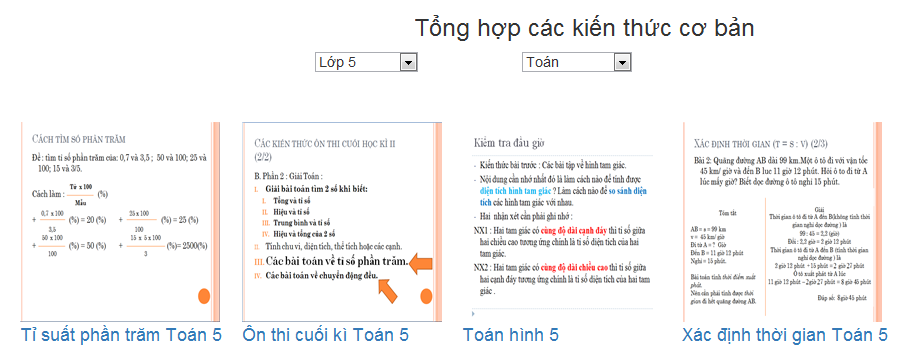 Tổng hợp các kiến thức cơ bản
Lớp 5
Toán
CÁCH TÌM SỐ PHẦN TRĂM
Đề: tìm tỉ số phần trăm của: 0,7 và 3,5 ; 50 và 100; 25 và
100; 15 và 3/5.
Cách làm : Tử x 100 / Mẫu (%)
+ 0,7 x 100 / 3,5 (%) = 20 (%) + 25 x 100 / 100 (%) = 25 (%)
+ 50 x 100 / 100 (%) = 50 (%) + 15 x 5 x 100 / 3 (%)= 2500(%)
Tỉ suất phần trăm Toán 5
CÁC KIẾN THỨC ÔN THI CUỐI HỌC KÌ II
(2/2)
B. Phần 2 : Giải Toán :
I. Giải bài toán tìm 2 số khi biết:
I. Tổng và tỉ số
II. Hiệu và tỉ số
III. Trung bình và tỉ số
IV. Hiệu và tổng của 2 số
II. Tính chu vi, diện tích, thể tích hoặc các cạnh.
III. Các bài toán về tỉ số phần trăm.
IV. Các bài toán về chuyển động đều.
Ôn thi cuối kì Toán 5
Kiểm tra đầu giờ
- Kiến thức bài trước : Các bài tập về hình tam giác.
- Nội dung cần nhớ nhất đó là làm cách nào để tính được
diện tích hình tam giác ? Làm cách nào để so sánh diện
tích các hình tam giác với nhau.
- Hai nhận xét cần phải ghi nhớ :
NX1 : Hai tam giác có cùng độ dài cạnh đáy thì tỉ số giữa
hai chiều cao tương ứng chính là tỉ số diện tích của hai
tam giác.
NX2 : Hai tam giác có cùng độ dài chiều cao thì tỉ số giữa
hai cạnh đáy tương ứng chính là tỉ số diện tích của hai tam
giác .
Toán hình 5
XÁC ĐỊNH THỜI GIAN (T = S : V) (2/3)
Bài 2: Quãng đường AB dài 99 km.Một ô tô đi với vận tốc
45 km/ giờ và đến B luc 11 giờ 12 phút. Hỏi ô tô đi từ A
lúc mấy giờ? Biết dọc đường ô tô nghỉ 15 phút.
Tóm tắt
AB = s = 99 km
v = 45 km/ giờ
Đi từ A = ? Giờ
Đến B = 11 giờ 12 phút
Nghỉ = 15 phút.
Bài toán tính thời điểm xuất
phát.
Nên cần phải tính được thời
gian đi hết quãng đường AB.
Giải
Thời gian ô tô đi từ A đến B(không tính thời
gian nghỉ dọc đường ) là
99 : 45 = 2,2 giờ
Đổi : 2,2 giờ = 2 giờ 12 phút
Thời gian ô tô đi từ A đến B (tính thời gian
nghỉ dọc đường ) là
2 giờ 12 phút +15 phút = 2 giờ 27 phút
Ô tô xuất phát từ A lúc
11 giờ 12 phút – 2 giờ 27 phút = 8 giờ 45 phút
Đáp số: 8 giờ 45 phút
Xác định thời gian Toán 5